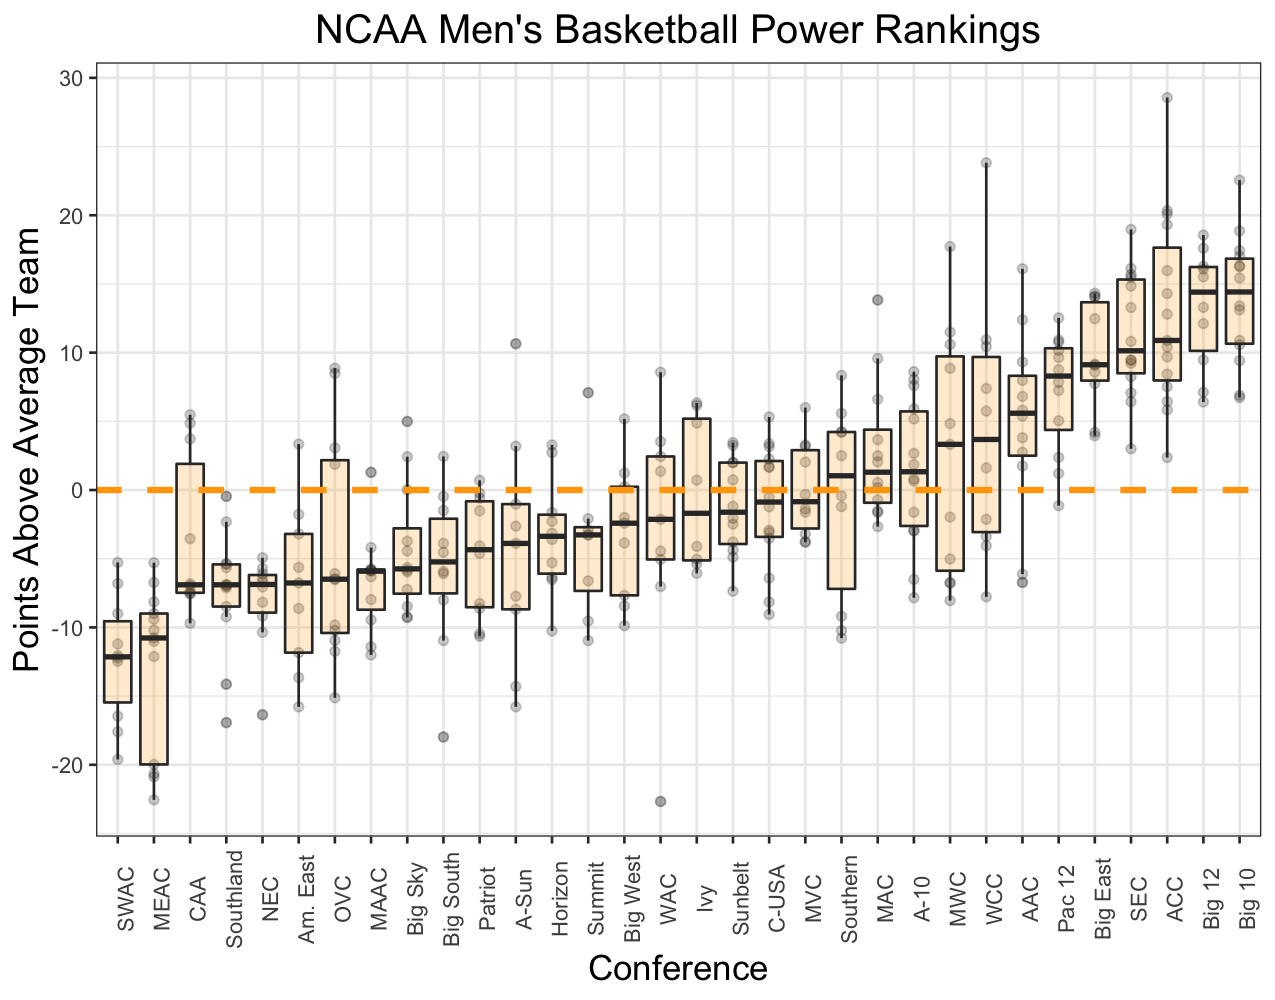 NCAA Men's Basketball Power Rankings
Points Above Average Team
30
20
10
0
-10
-20
SWAC
MEAC
CAA
Southland
NEC
Am. East
OVC
MAAC
Big Sky
Big South
Patriot
A-Sun
Horizon
Summit
Big West
WAC
Ivy
Sunbelt
C-USA
MVC
Southern
MAC
A-10
MWC
WCC
AAC
Pac 12
Big East
SEC
ACC
Big 12
Big 10
Conference